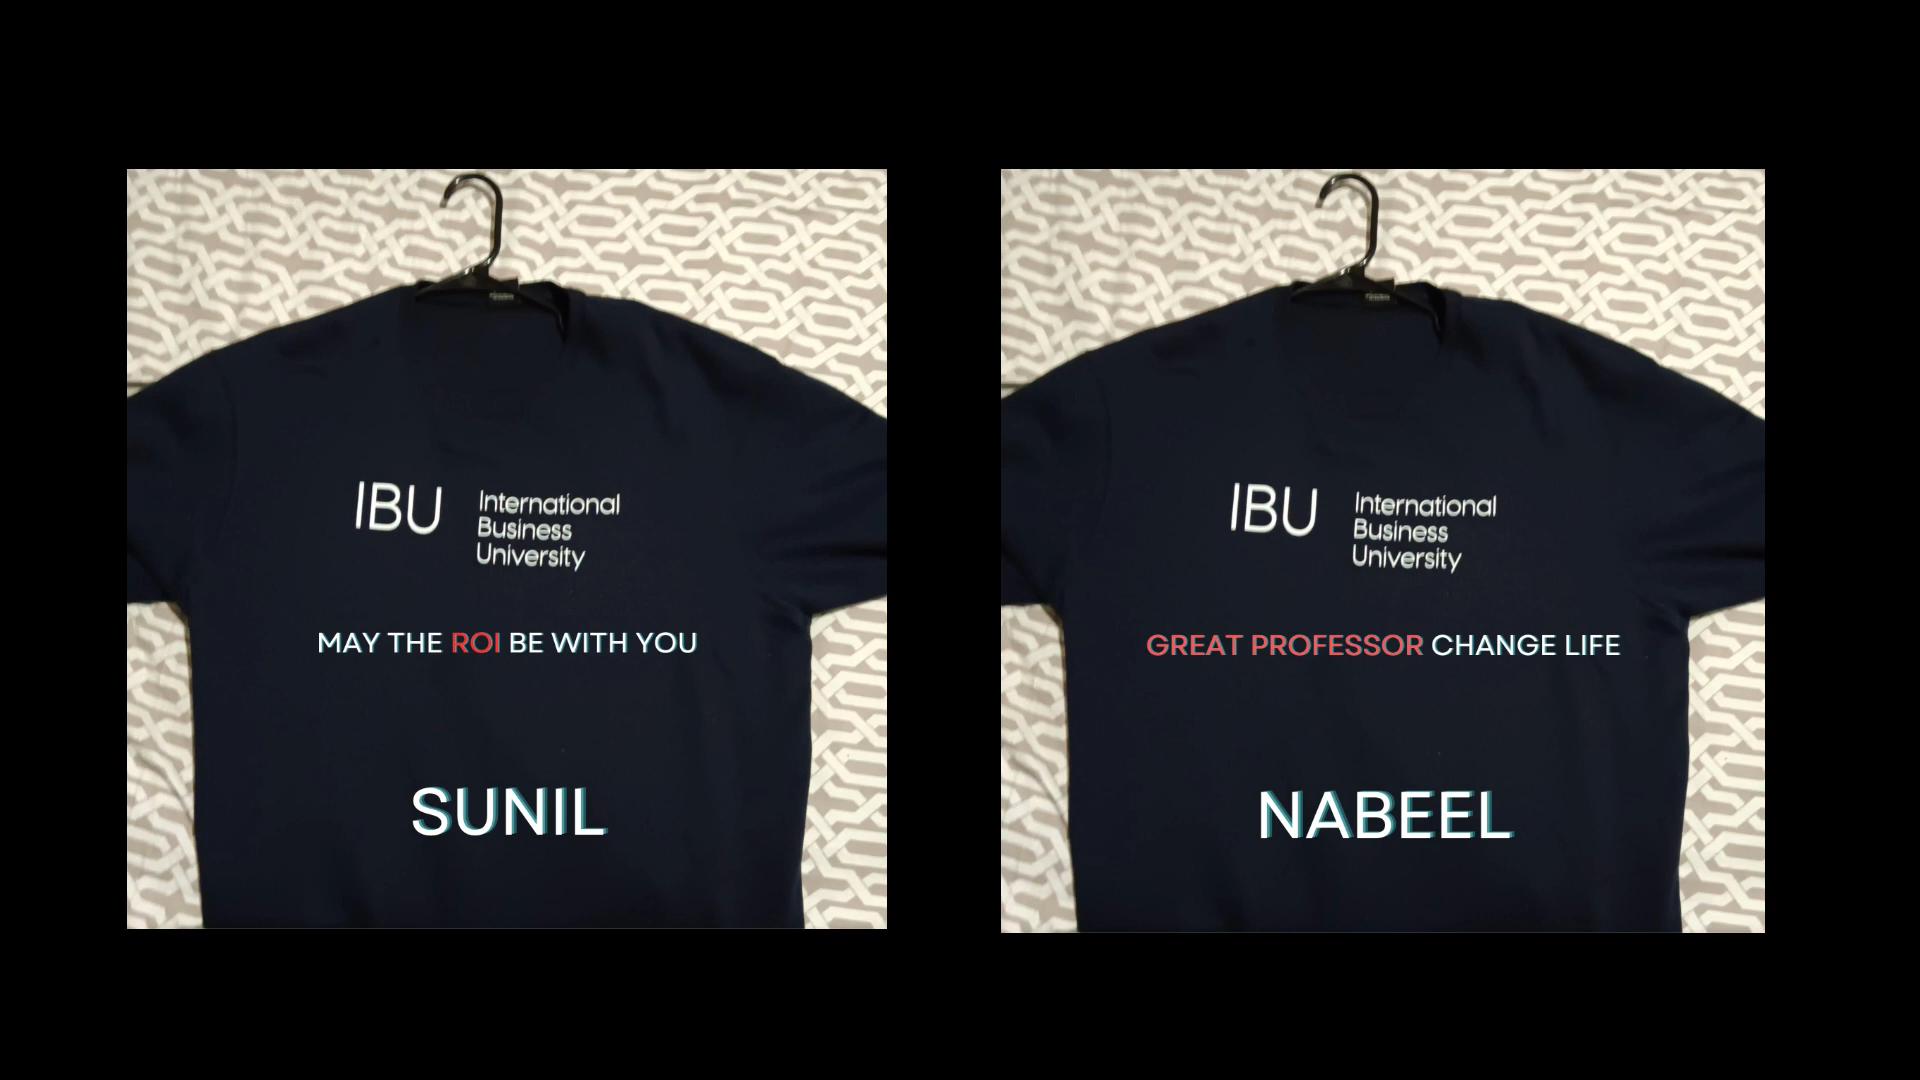 IBU
International
Business
University
MAY THE ROI BE WITH YOU
SUNIL
IBU
International
Business
University
GREAT PROFESSOR CHANGE LIFE
NABEEL